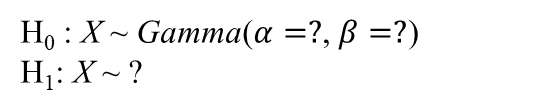 H₀ : X ~ Gamma(α =?, β =?)
H₁: X ~ ?